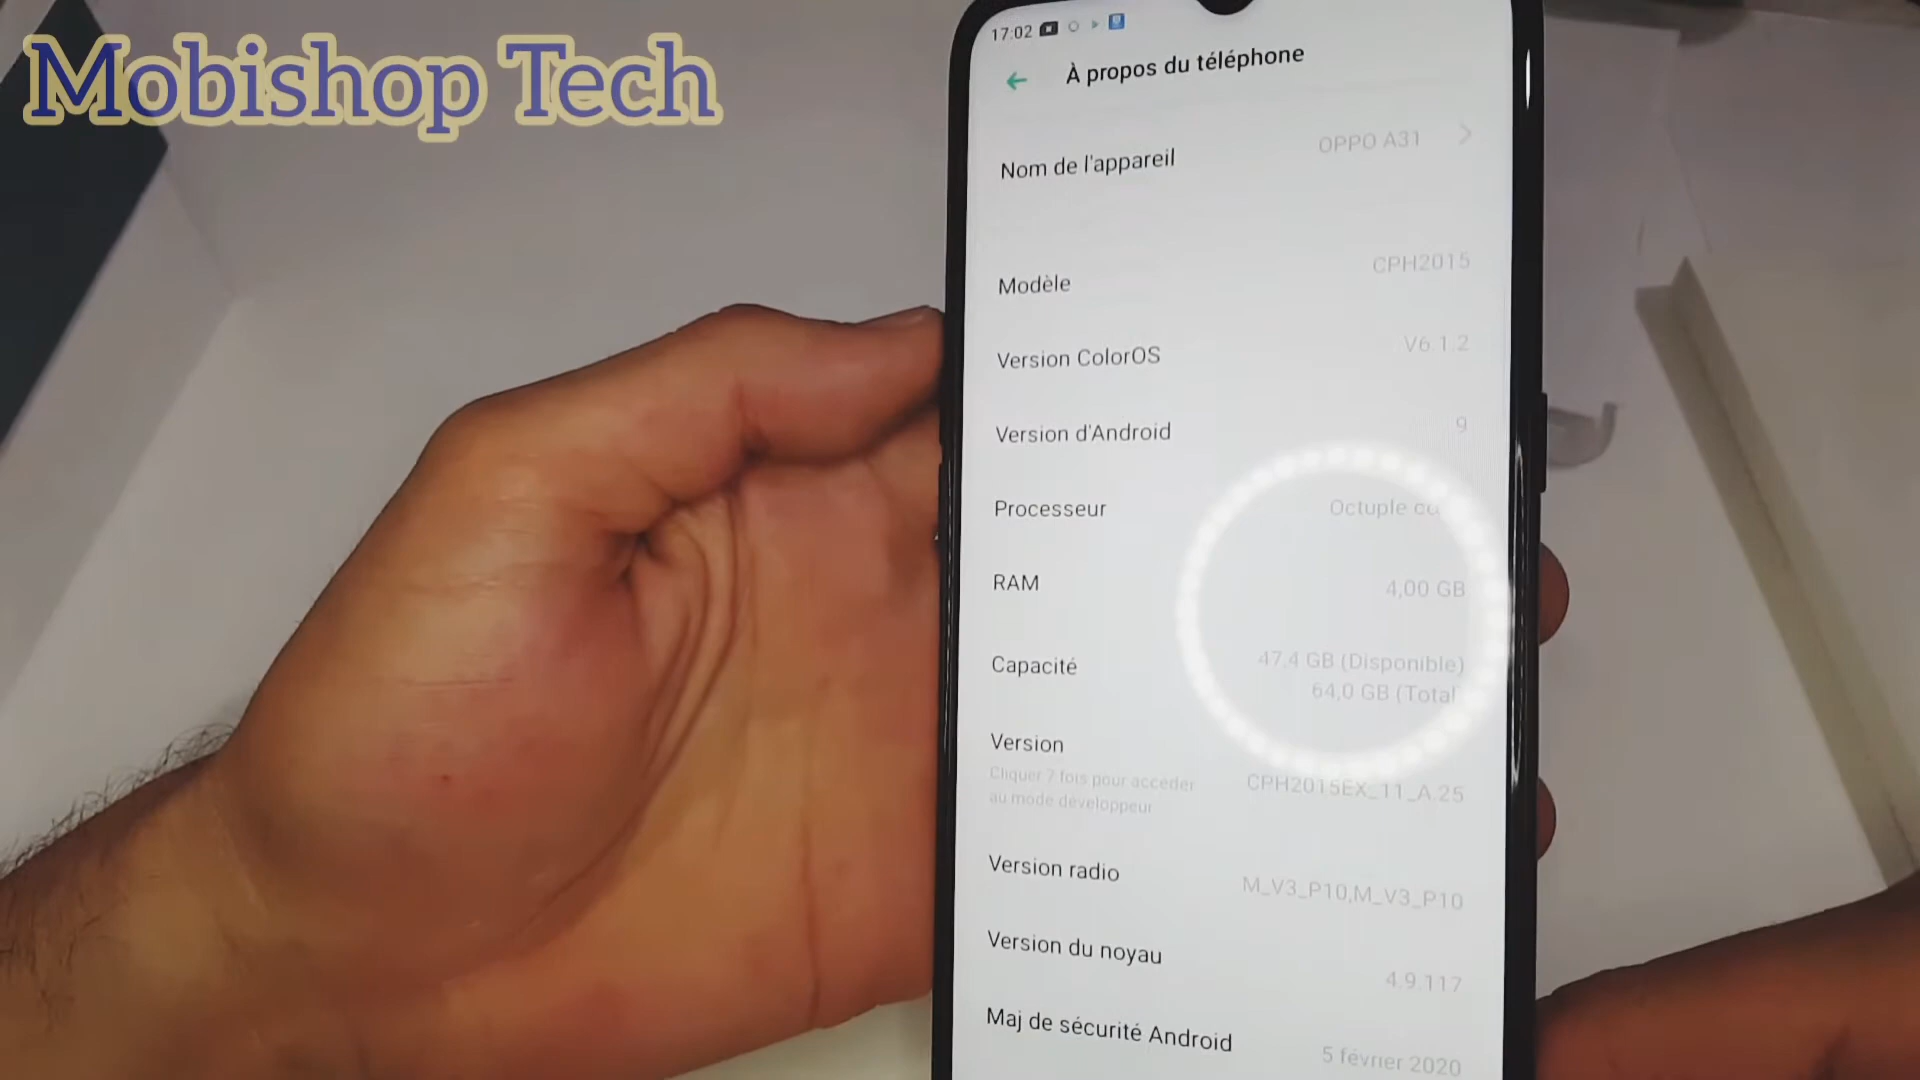 Mobishop Tech
17:02
À propos du téléphone
Nom de l'appareil OPPO A31
Modèle CPH2015
Version ColorOS V6.1.2
Version d'Android 9
Processeur Octuple
RAM 4,00 GB
Capacité 47.4 GB (Disponible)
64,0 GB (Total
Version
Cliquer 7 fois pour accéder
au mode développeur
CPH2015EX_11_A.25
Version radio M_V3_P10,M_V3_P10
Version du noyau 4.9.117
Maj de sécurité Android 5 février 2020